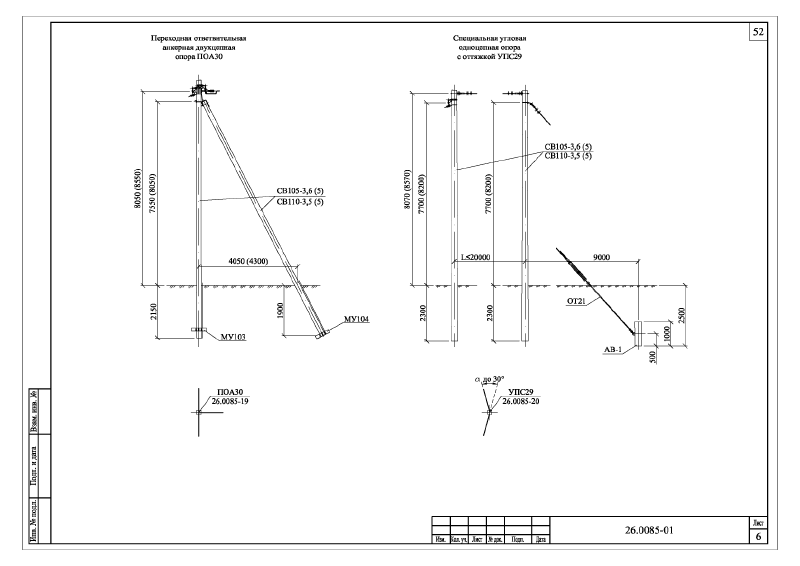 52
Переходная ответвительная
анкерная двухцепная
опора ПОА30
Специальная угловая
одноцепная опора
с оттяжкой УПС29
8050 (8550)
7550 (8050)
СВ105-3,6 (5)
СВ110-3,5 (5)
4050 (4300)
2150
1900
МУ103
МУ104
8070 (8570)
7700 (8200)
7700 (8200)
СВ105-3,6 (5)
СВ110-3,5 (5)
L≤20000
9000
2300
2300
ОТ21
АВ-1
500
1000
2500
ПОА30
26.0085-19
α до 30°
УПС29
26.0085-20
Взам. инв. №
Подп. и дата
Инв. № подл.
Изм.
Кол. уч.
Лист
№ док.
Подп.
Дата
26.0085-01
Лист
6